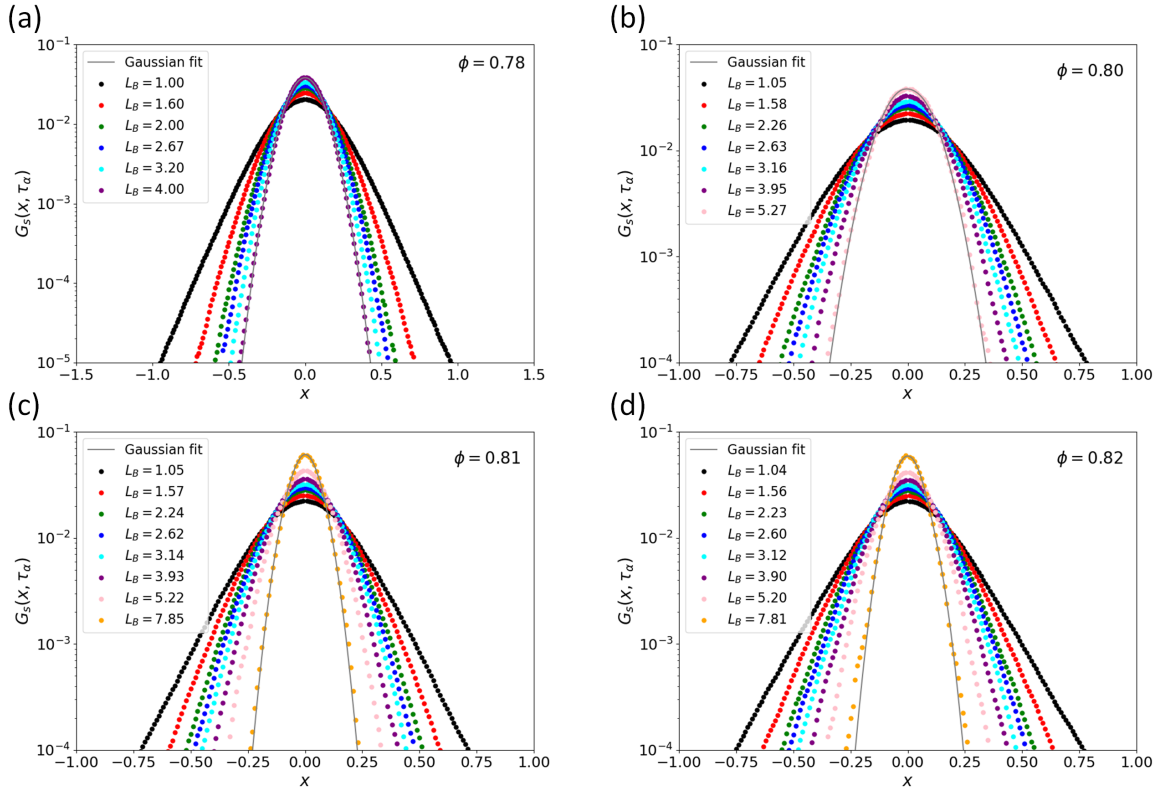 (a)
10⁻¹
10⁻²
10⁻³
10⁻⁴
10⁻⁵
Gₛ(x, τ_α)
Gaussian fit
L_B = 1.00
L_B = 1.60
L_B = 2.00
L_B = 2.67
L_B = 3.20
L_B = 4.00
ϕ = 0.78
−1.5 −1.0 −0.5 0.0 0.5 1.0 1.5
x
(b)
10⁻¹
10⁻²
10⁻³
10⁻⁴
Gₛ(x, τ_α)
Gaussian fit
L_B = 1.05
L_B = 1.58
L_B = 2.26
L_B = 2.63
L_B = 3.16
L_B = 3.95
L_B = 5.27
ϕ = 0.80
−1.00 −0.75 −0.50 −0.25 0.00 0.25 0.50 0.75 1.00
x
(c)
10⁻¹
10⁻²
10⁻³
10⁻⁴
Gₛ(x, τ_α)
Gaussian fit
L_B = 1.05
L_B = 1.57
L_B = 2.24
L_B = 2.62
L_B = 3.14
L_B = 3.93
L_B = 5.22
L_B = 7.85
ϕ = 0.81
−1.00 −0.75 −0.50 −0.25 0.00 0.25 0.50 0.75 1.00
x
(d)
10⁻¹
10⁻²
10⁻³
10⁻⁴
Gₛ(x, τ_α)
Gaussian fit
L_B = 1.04
L_B = 1.56
L_B = 2.23
L_B = 2.60
L_B = 3.12
L_B = 3.90
L_B = 5.20
L_B = 7.81
ϕ = 0.82
−1.00 −0.75 −0.50 −0.25 0.00 0.25 0.50 0.75 1.00
x